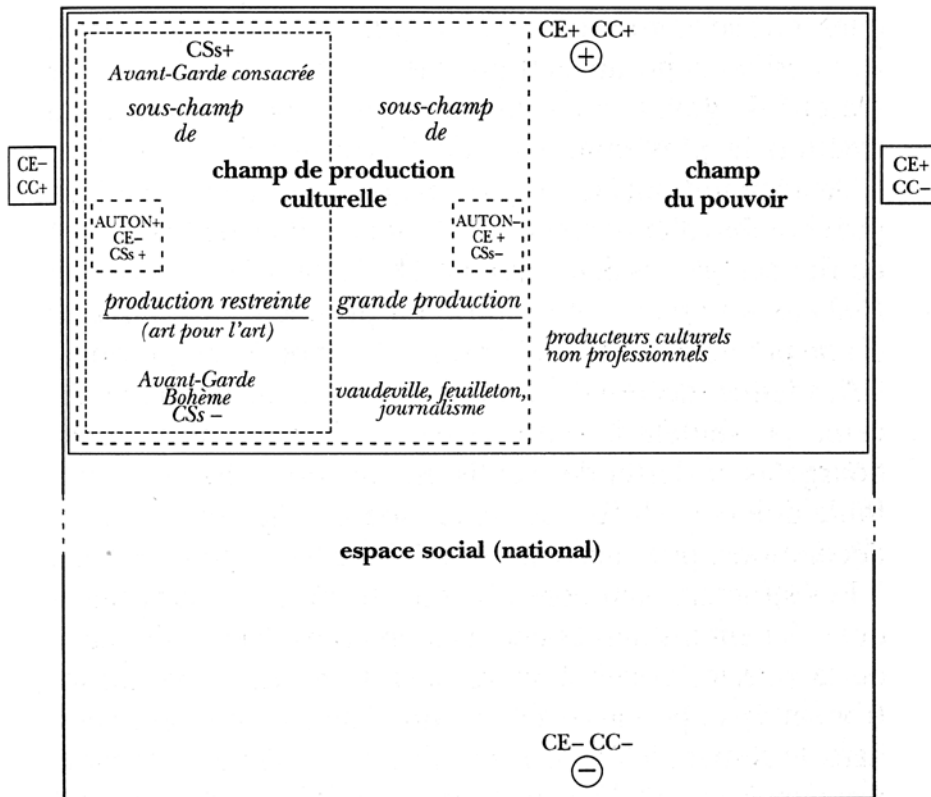 CSs+
Avant-Garde consacrée
sous-champ
de
sous-champ
de
CE+ CC+
+
CE–
CC+
champ de production
culturelle
champ
du pouvoir
CE+
CC–
AUTON+
CE–
CSs +
AUTON–
CE +
CSs–
production restreinte
(art pour l'art)
grande production
producteurs culturels
non professionnels
Avant-Garde
Bohème
CSs –
vaudeville, feuilleton,
journalisme
espace social (national)
CE– CC–
–